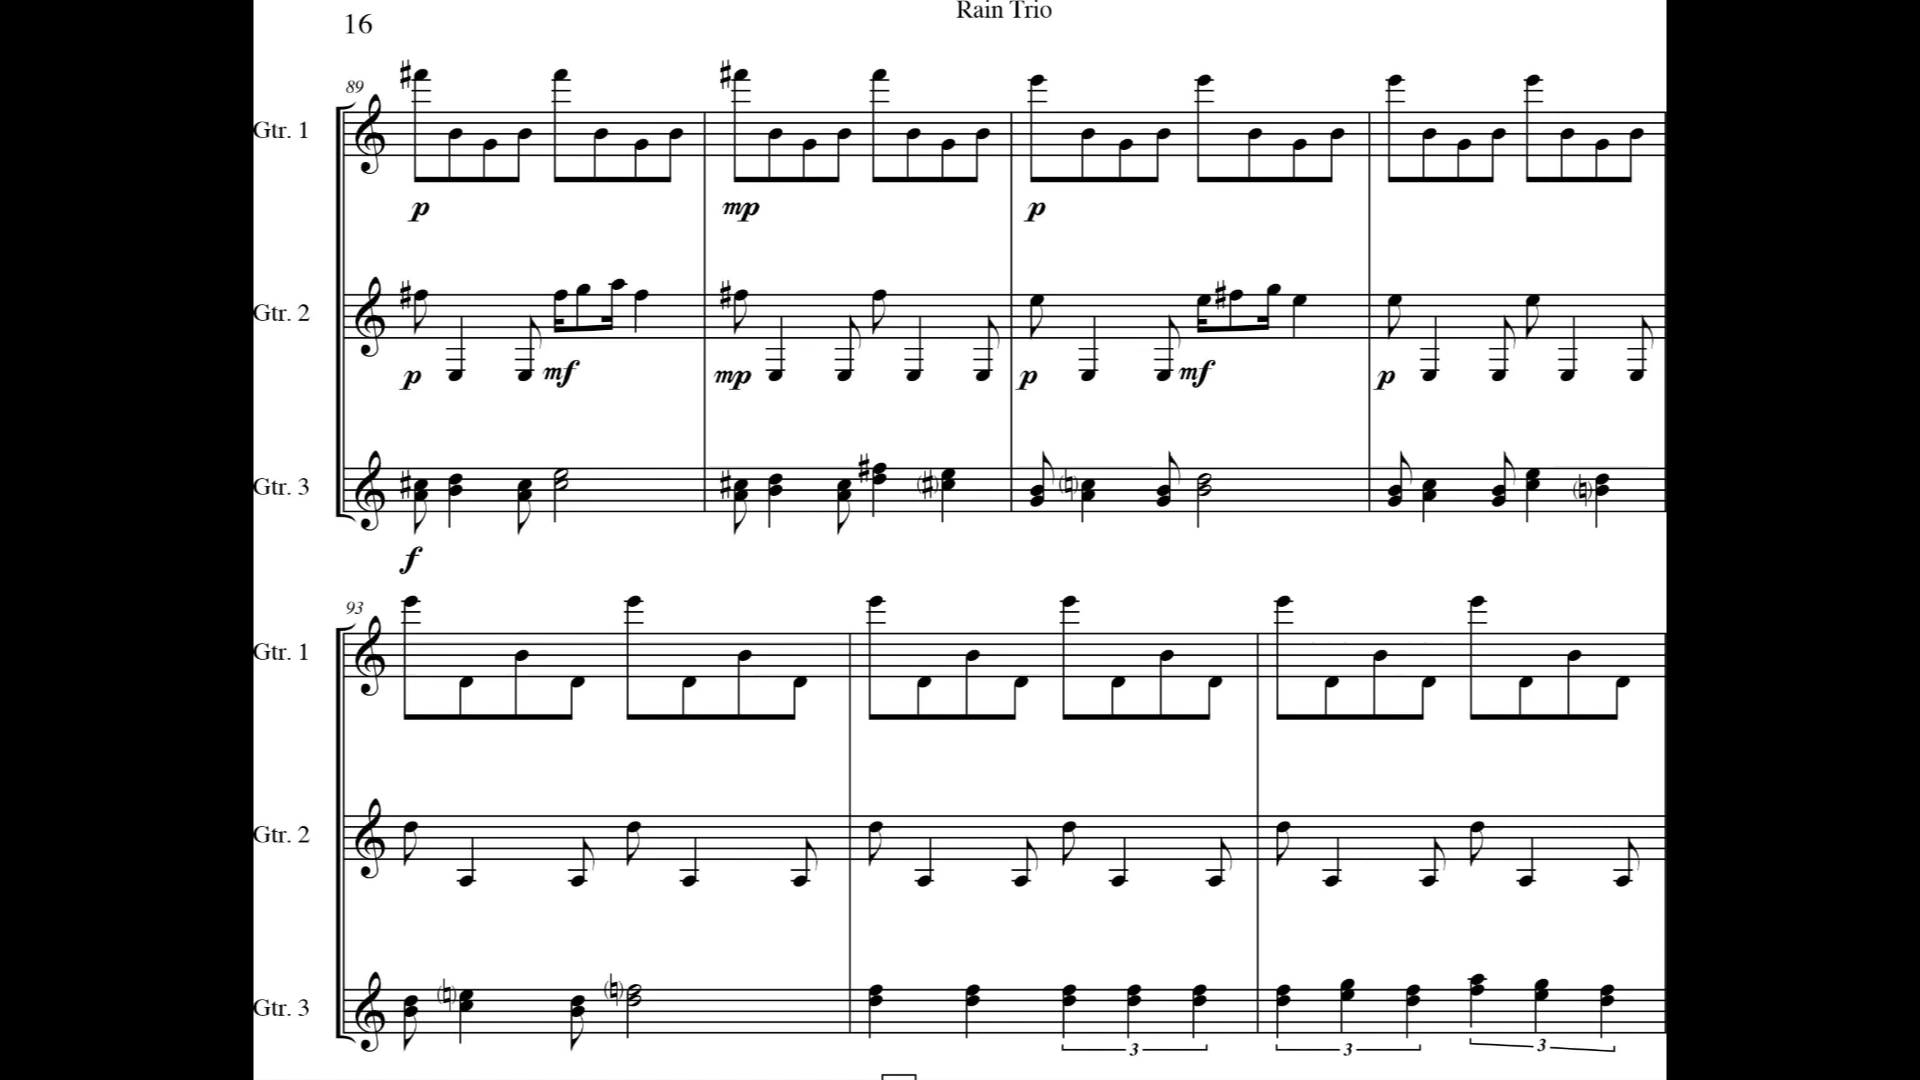 Rain Trio
16
89
Gtr. 1
p mp p
Gtr. 2
p mf mp p mf p
Gtr. 3
f
93
Gtr. 1
Gtr. 2
Gtr. 3
3 3 3